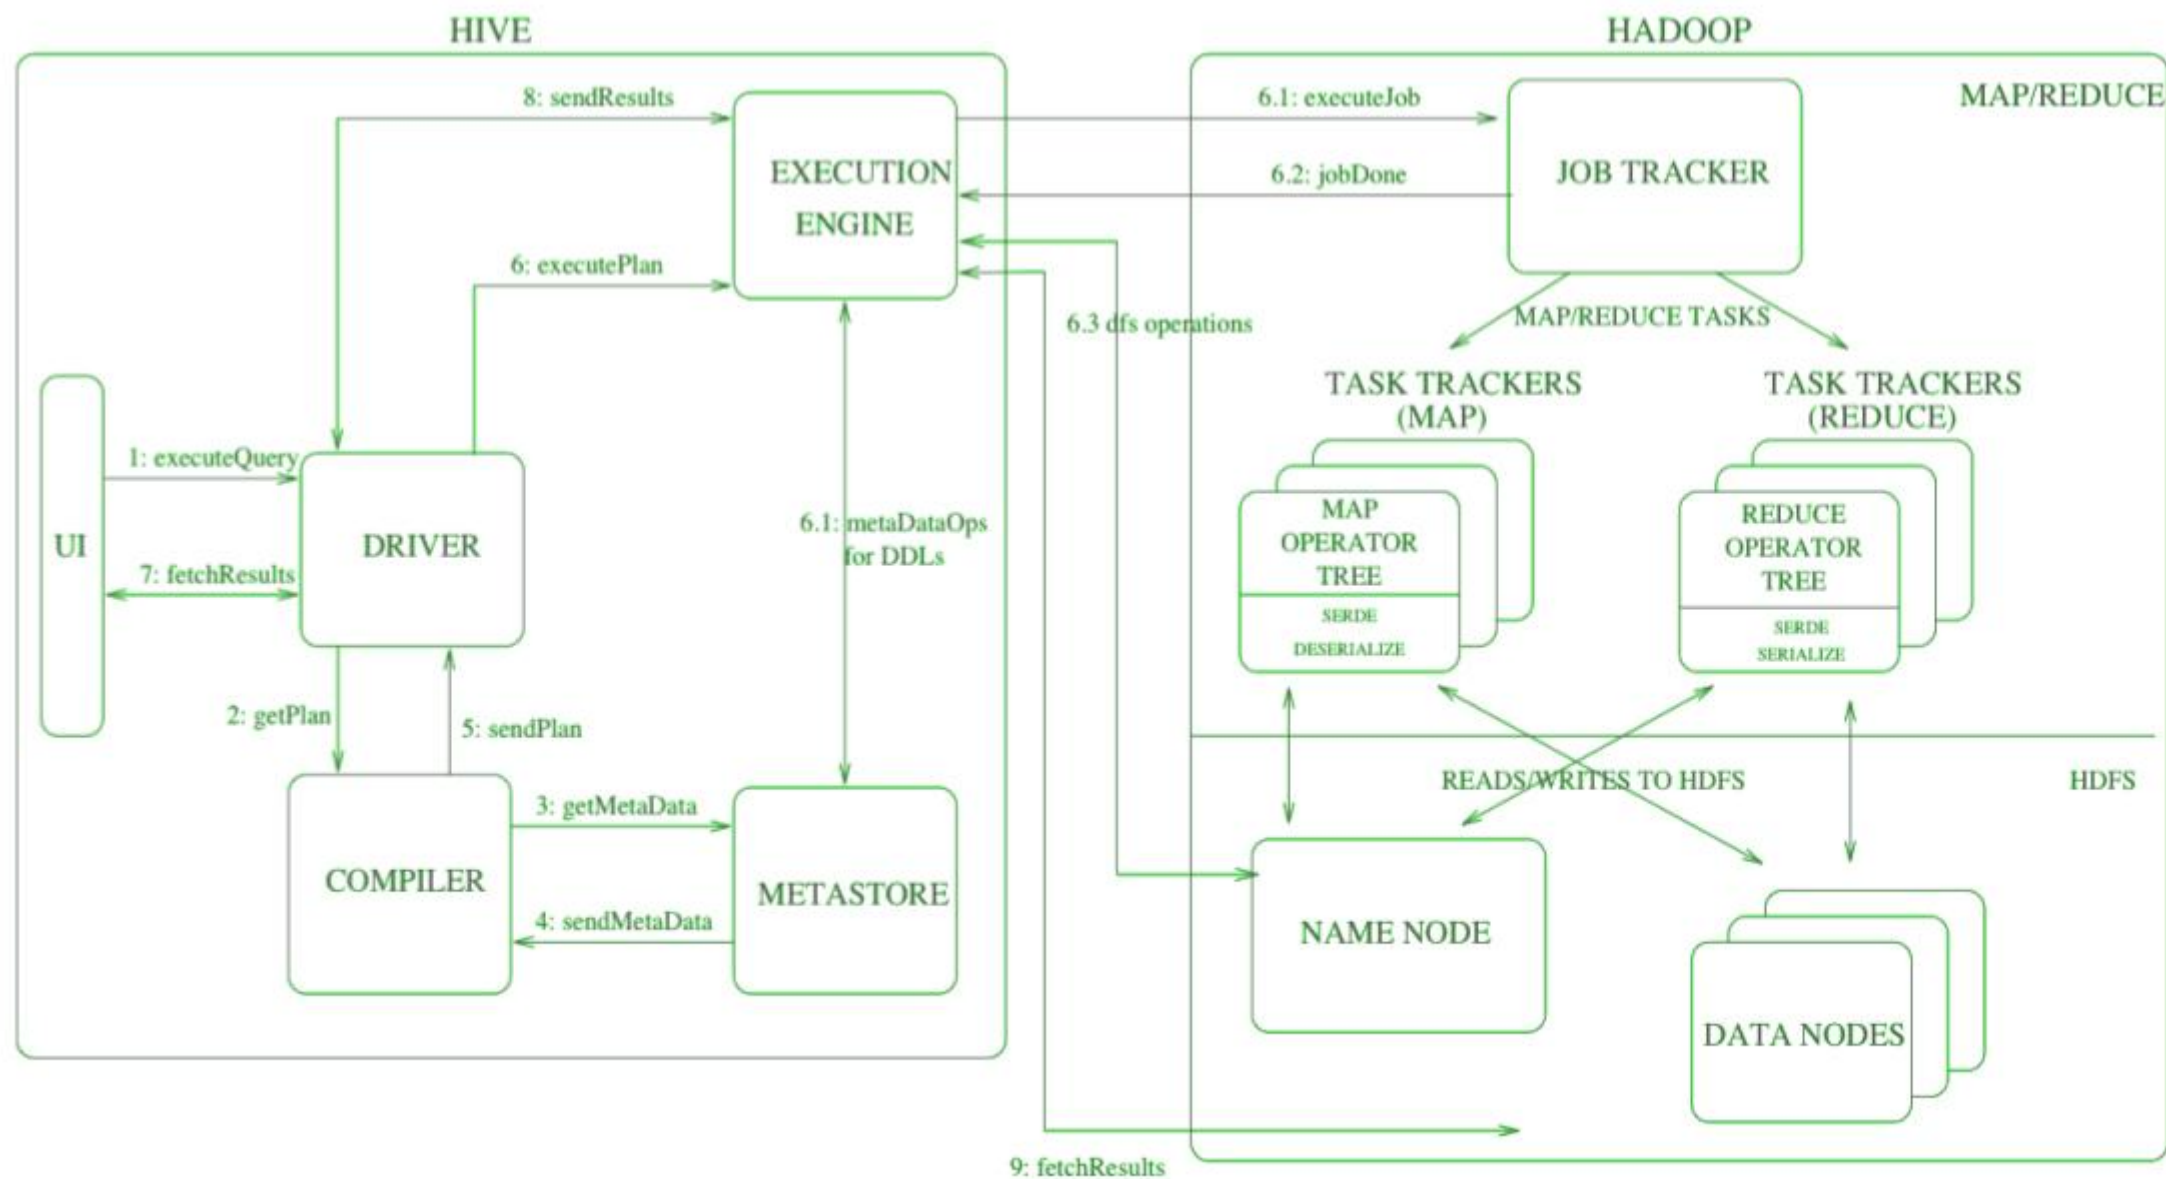 HIVE
HADOOP
MAP/REDUCE
8: sendResults
6.1: executeJob
EXECUTION
ENGINE
6.2: jobDone
JOB TRACKER
6: executePlan
6.3 dfs operations
MAP/REDUCE TASKS
TASK TRACKERS
(MAP)
TASK TRACKERS
(REDUCE)
1: executeQuery
UI
DRIVER
7: fetchResults
6.1: metaDataOps
for DDLs
MAP
OPERATOR
TREE
SERDE
DESERIALIZE
REDUCE
OPERATOR
TREE
SERDE
SERIALIZE
2: getPlan
5: sendPlan
READS/WRITES TO HDFS
HDFS
3: getMetaData
COMPILER
METASTORE
4: sendMetaData
NAME NODE
DATA NODES
9: fetchResults